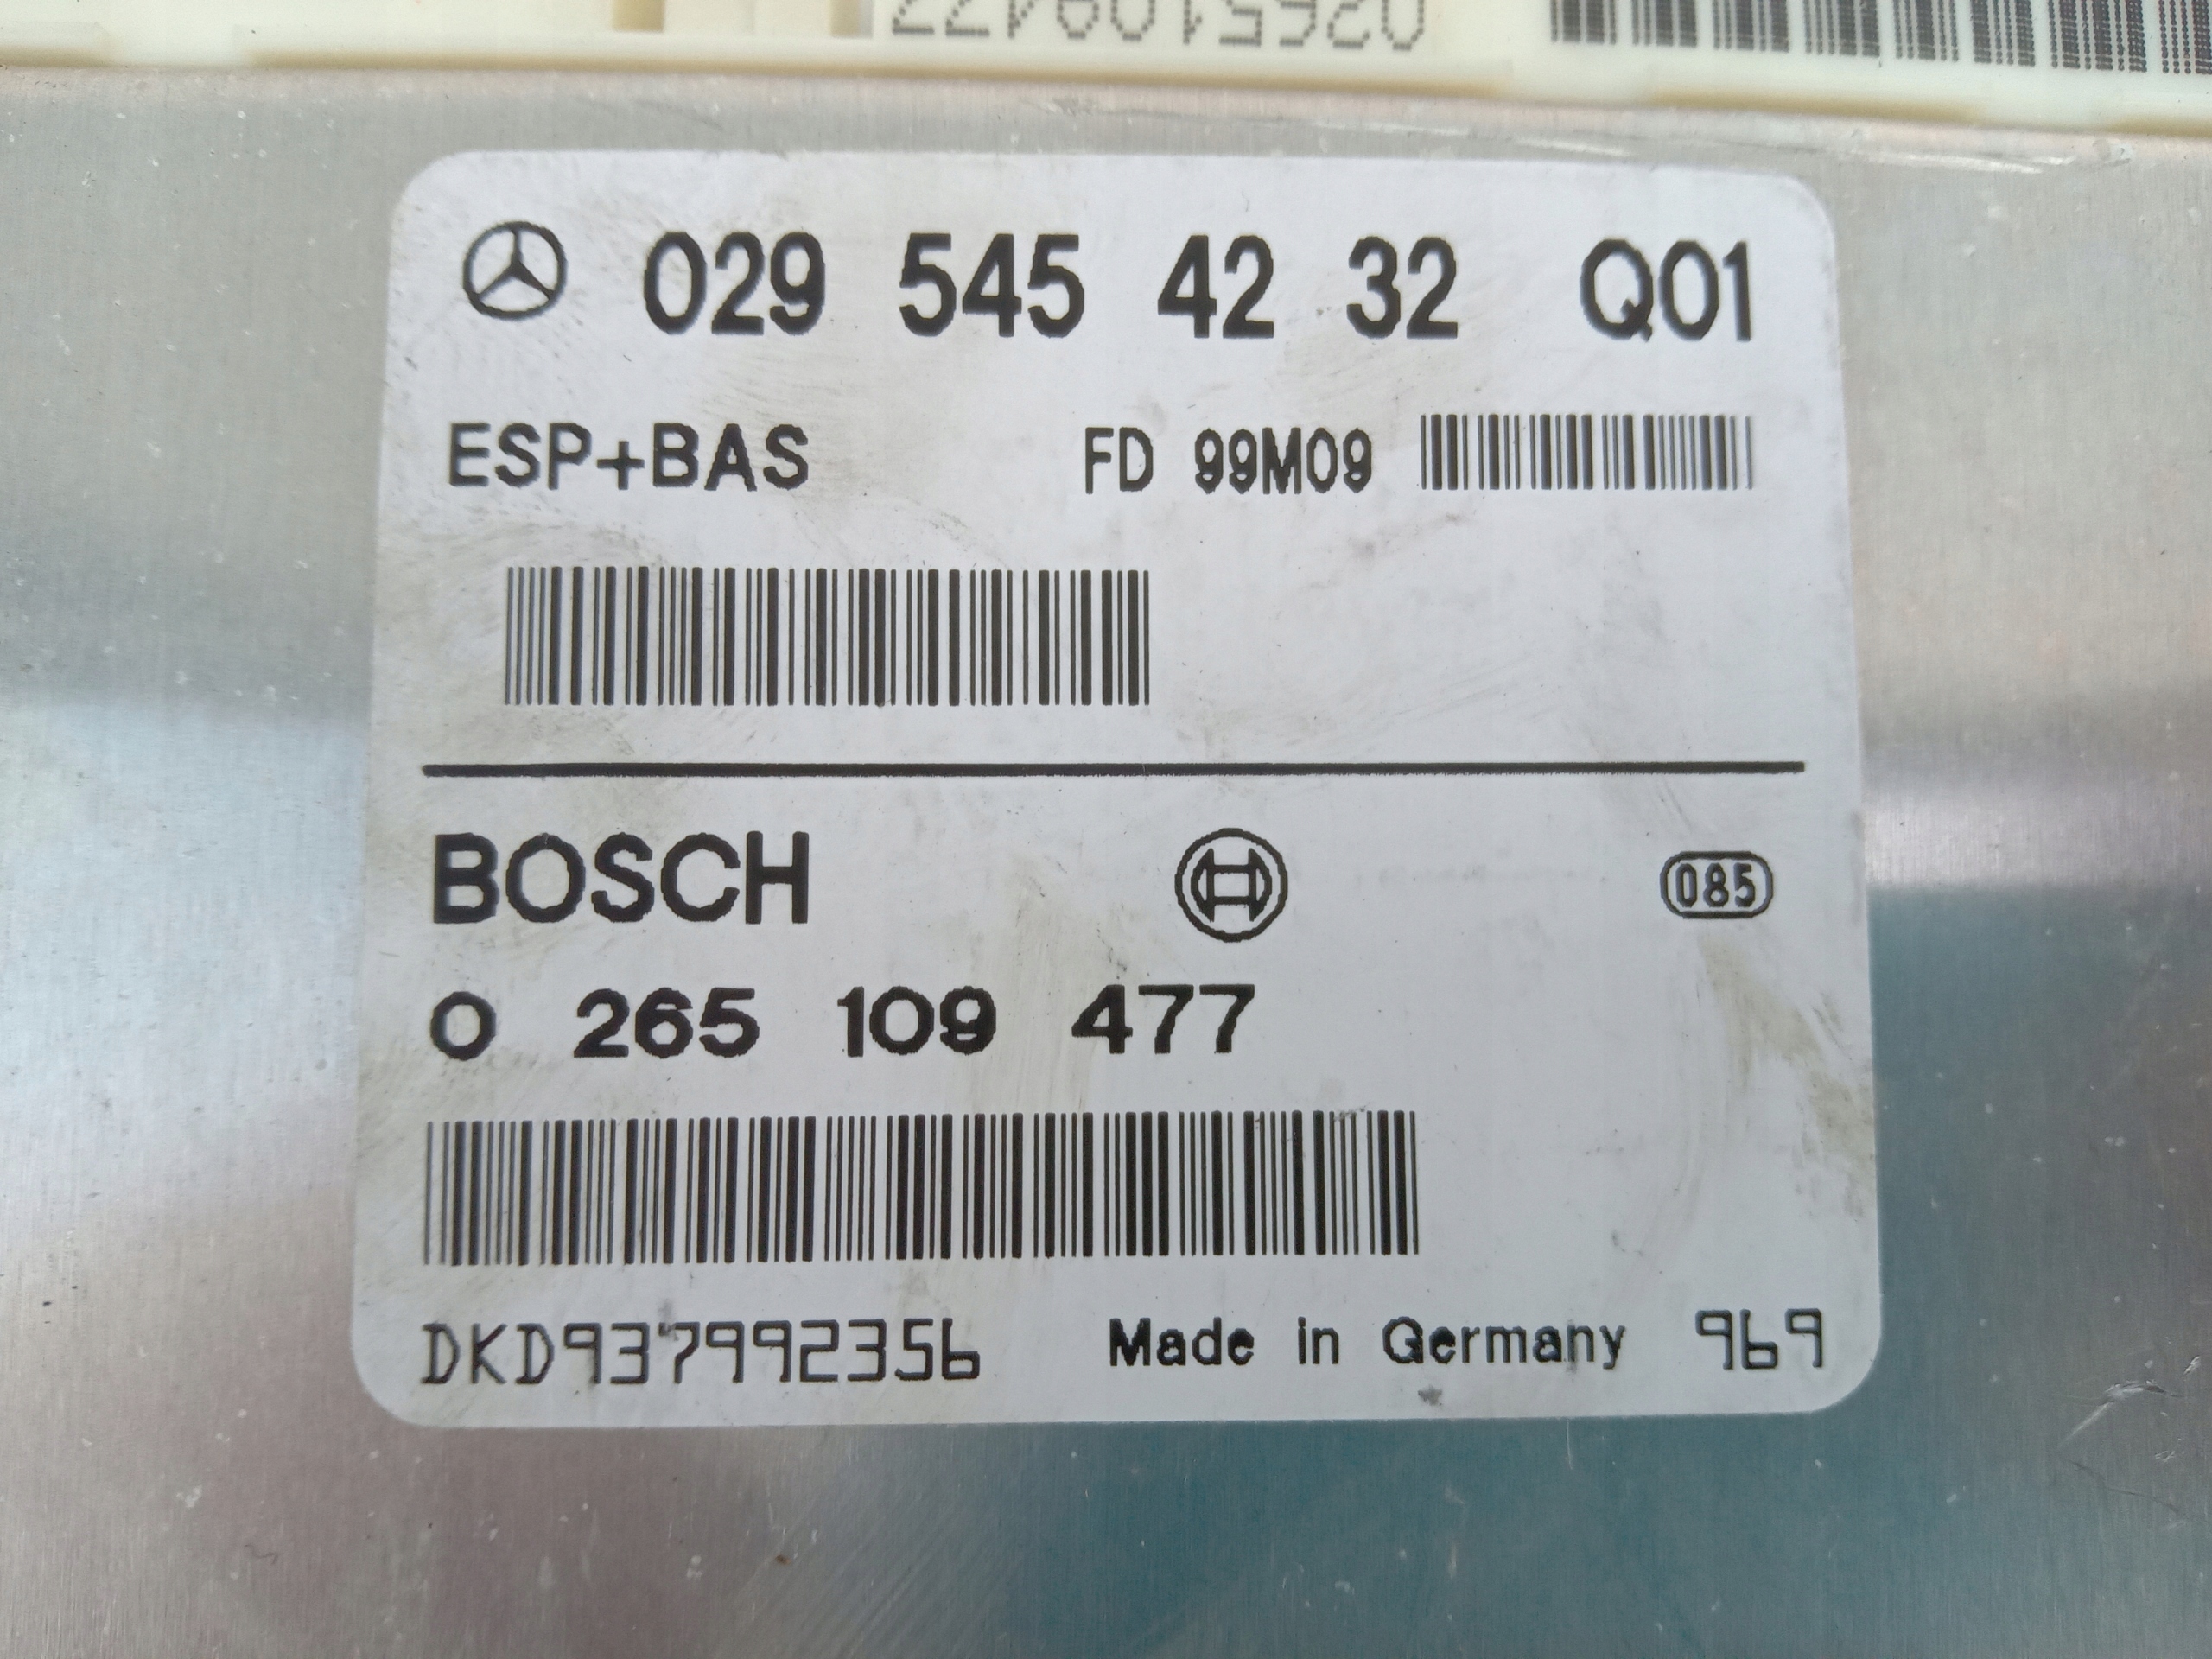 0265109477
029 545 42 32 Q01
ESP+BAS FD 99M09
BOSCH 085
0 265 109 477
DKD937992356 Made in Germany 969